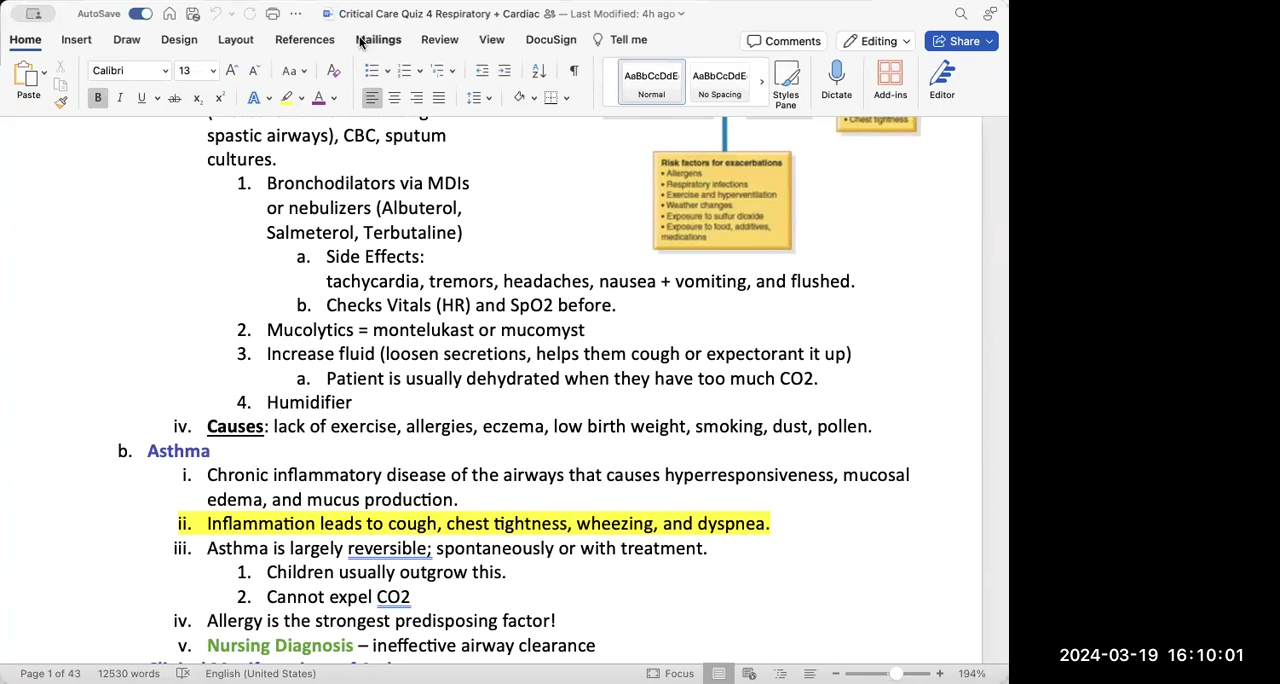 AutoSave
Critical Care Quiz 4 Respiratory + Cardiac — Last Modified: 4h ago
Home Insert Draw Design Layout References Mailings Review View DocuSign Tell me
Comments Editing Share
Paste
Calibri 13
Aa
B I U ab x₂ x² A A
AaBbCcDdE AaBbCcDdE
Normal No Spacing
Styles Pane
Dictate Add-ins Editor
spastic airways), CBC, sputum
cultures.
1. Bronchodilators via MDIs
or nebulizers (Albuterol,
Salmeterol, Terbutaline)
a. Side Effects:
tachycardia, tremors, headaches, nausea + vomiting, and flushed.
b. Checks Vitals (HR) and SpO2 before.
2. Mucolytics = montelukast or mucomyst
3. Increase fluid (loosen secretions, helps them cough or expectorant it up)
a. Patient is usually dehydrated when they have too much CO2.
4. Humidifier
iv. Causes: lack of exercise, allergies, eczema, low birth weight, smoking, dust, pollen.
b. Asthma
i. Chronic inflammatory disease of the airways that causes hyperresponsiveness, mucosal
edema, and mucus production.
ii. Inflammation leads to cough, chest tightness, wheezing, and dyspnea.
iii. Asthma is largely reversible; spontaneously or with treatment.
1. Children usually outgrow this.
2. Cannot expel CO2
iv. Allergy is the strongest predisposing factor!
v. Nursing Diagnosis – ineffective airway clearance
• Chest tightness
Risk factors for exacerbations
• Allergens
• Respiratory infections
• Exercise and hyperventilation
• Weather changes
• Exposure to sulfur dioxide
• Exposure to food, additives,
medications
Page 1 of 43 12530 words English (United States) Focus 194%
2024-03-19 16:10:01